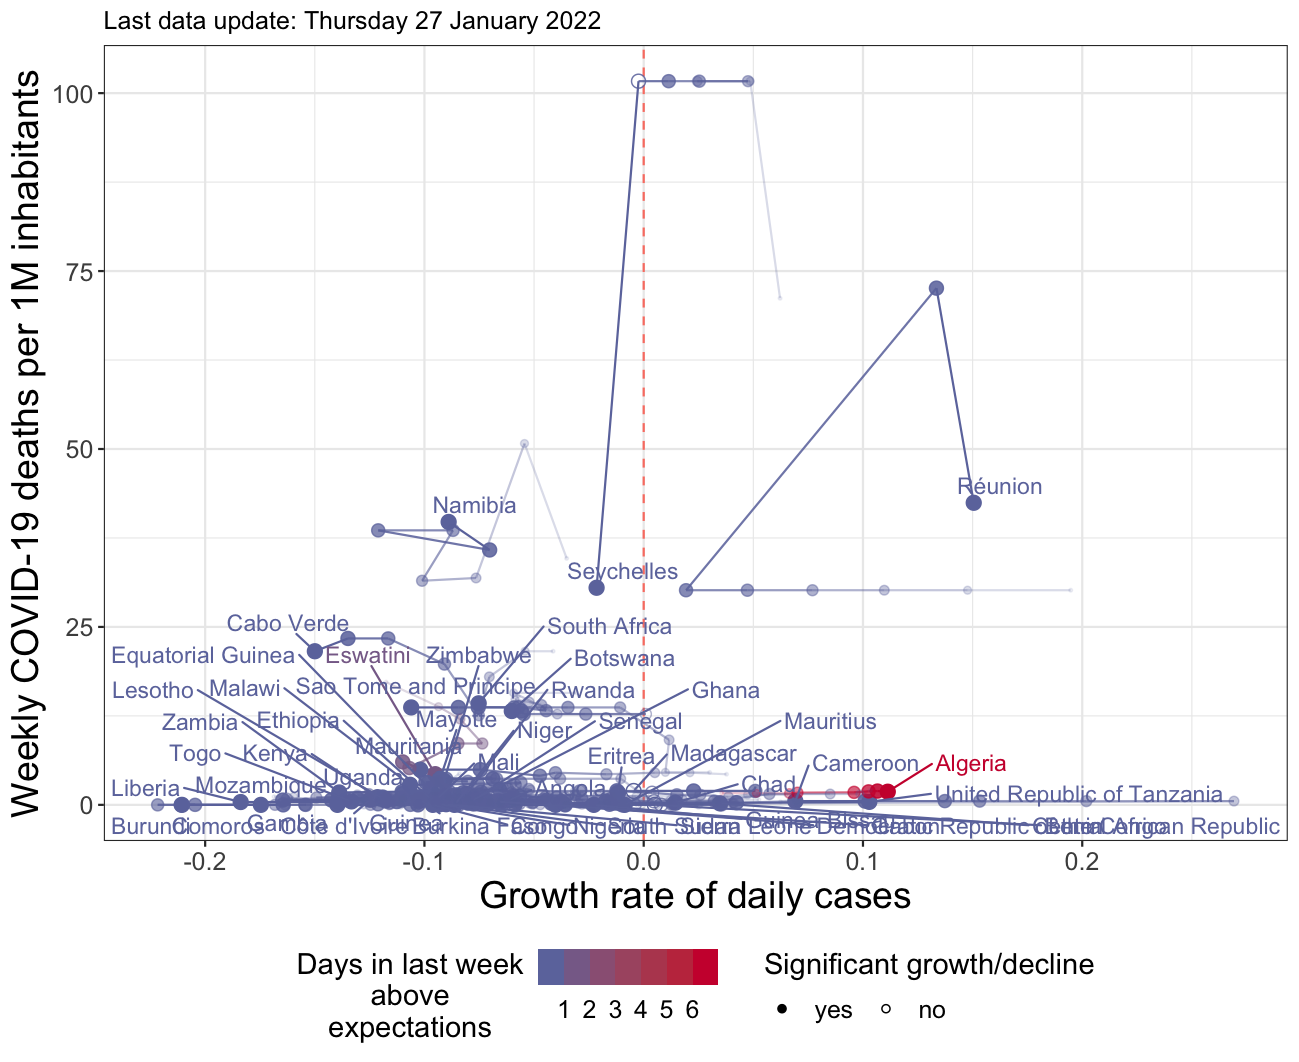 Last data update: Thursday 27 January 2022
Weekly COVID-19 deaths per 1M inhabitants
100
75
50
25
0
Réunion
Namibia
Seychelles
Cabo Verde
South Africa
Equatorial Guinea
Eswatini
Zimbabwe
Botswana
Lesotho
Malawi
Sao Tome and Principe
Rwanda
Ghana
Zambia
Ethiopia
Mayotte
Niger
Senegal
Mauritius
Togo
Kenya
Mauritania
Mali
Eritrea
Madagascar
Cameroon
Algeria
Liberia
Mozambique
Uganda
Angola
Chad
United Republic of Tanzania
Burundi
Comoros
Gambia
Côte d'Ivoire
Guinea
Burkina Faso
Congo
Nigeria
South Sudan
Sierra Leone
Guinea-Bissau
Gabon
-0.2
-0.1
0.0
0.1
0.2
Growth rate of daily cases
Days in last week
above
expectations
1 2 3 4 5 6
Significant growth/decline
yes
no